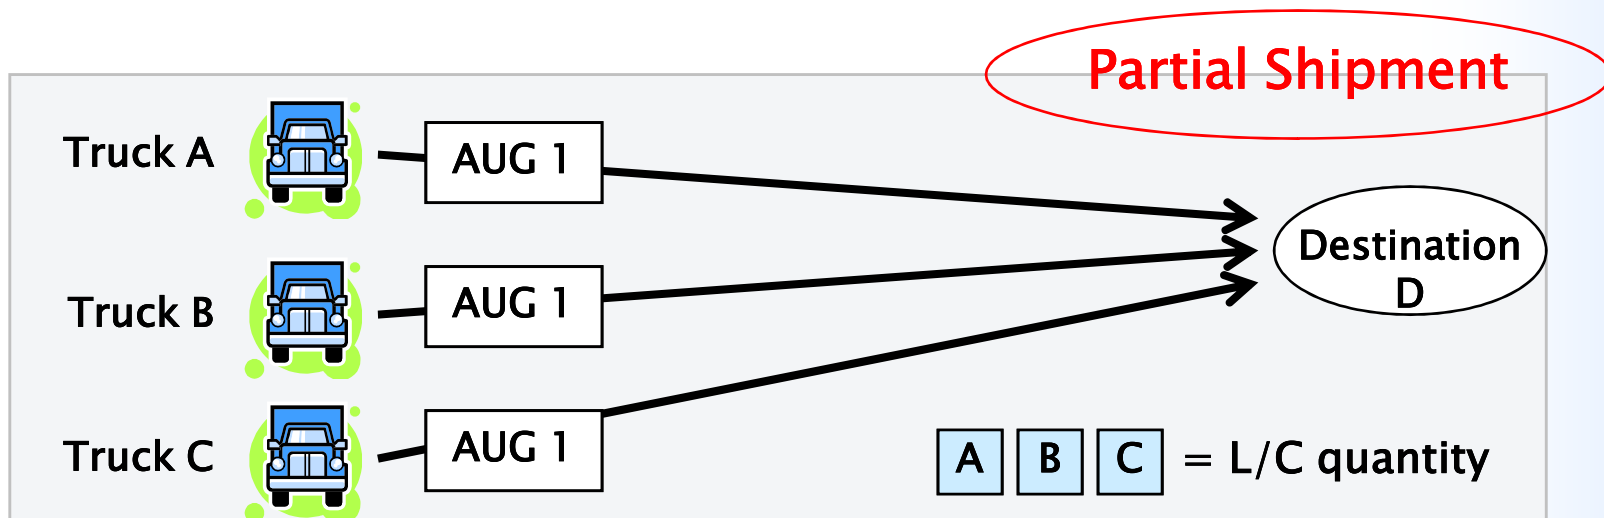 Partial Shipment
Truck A
AUG 1
Destination
D
Truck B
AUG 1
Truck C
AUG 1
A B C = L/C quantity